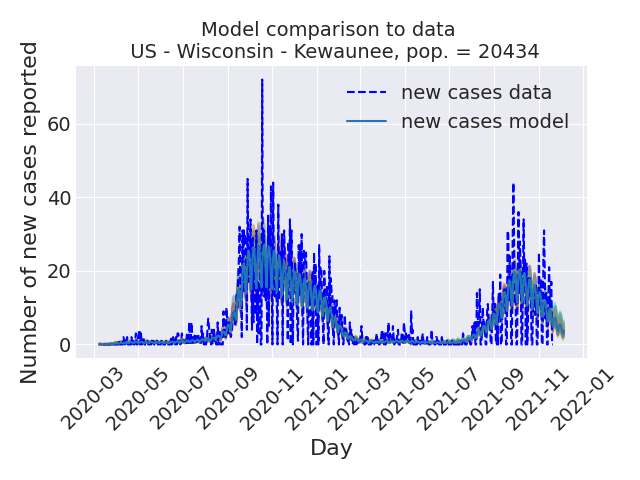 Model comparison to data
US - Wisconsin - Kewaunee, pop. = 20434
new cases data
new cases model
Number of new cases reported
60
40
20
0
2020-03
2020-05
2020-07
2020-09
2020-11
2021-01
2021-03
2021-05
2021-07
2021-09
2021-11
2022-01
Day